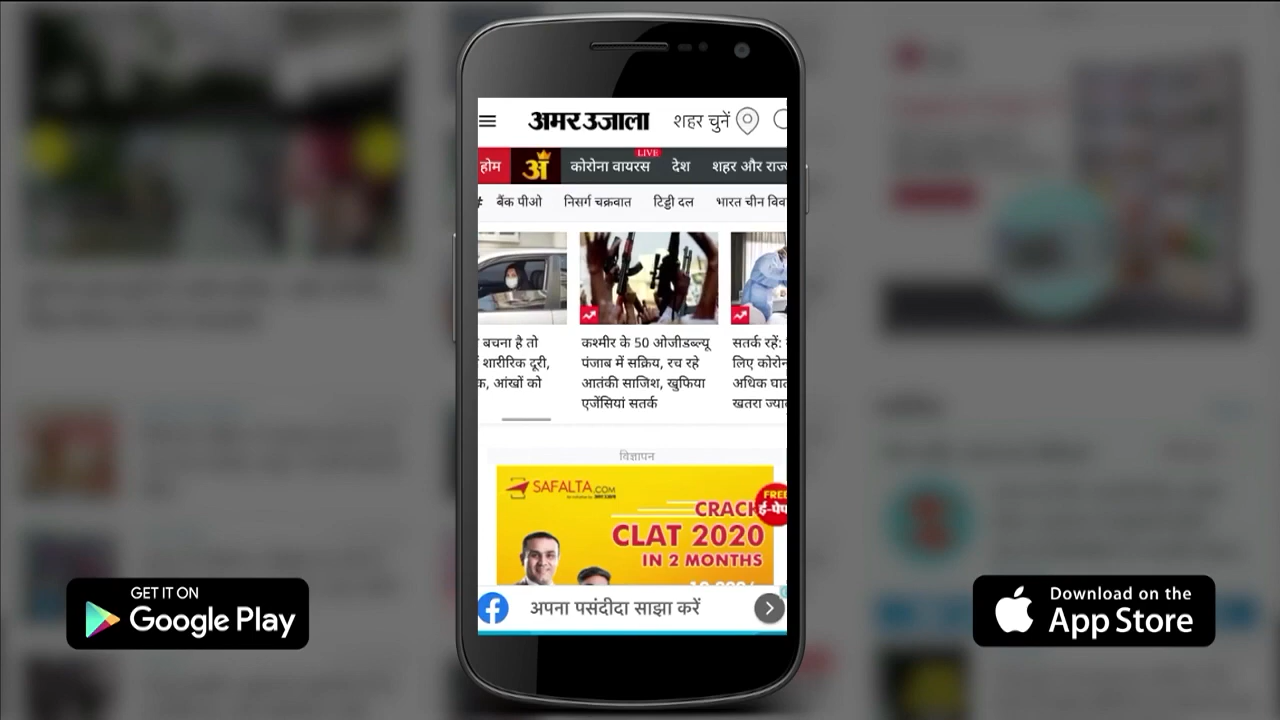 अमर उजाला
शहर चुनें
होम
अ
कोरोना वायरस
LIVE
देश
शहर और राज्
# बैंक पीओ
निसर्ग चक्रवात
टिड्डी दल
भारत चीन विवा
बचना है तो
शारीरिक दूरी,
क, आंखों को
कश्मीर के 50 ओजीडब्ल्यू
पंजाब में सक्रिय, रच रहे
आतंकी साजिश, खुफिया
एजेंसियां सतर्क
सतर्क रहें:
लिए कोरोन
अधिक घा
खतरा ज्या
विज्ञापन
SAFALTA.COM
CRACK
CLAT 2020
IN 2 MONTHS
FREE
ई-पेप
अपना पसंदीदा साझा करें
GET IT ON
Google Play
Download on the
App Store